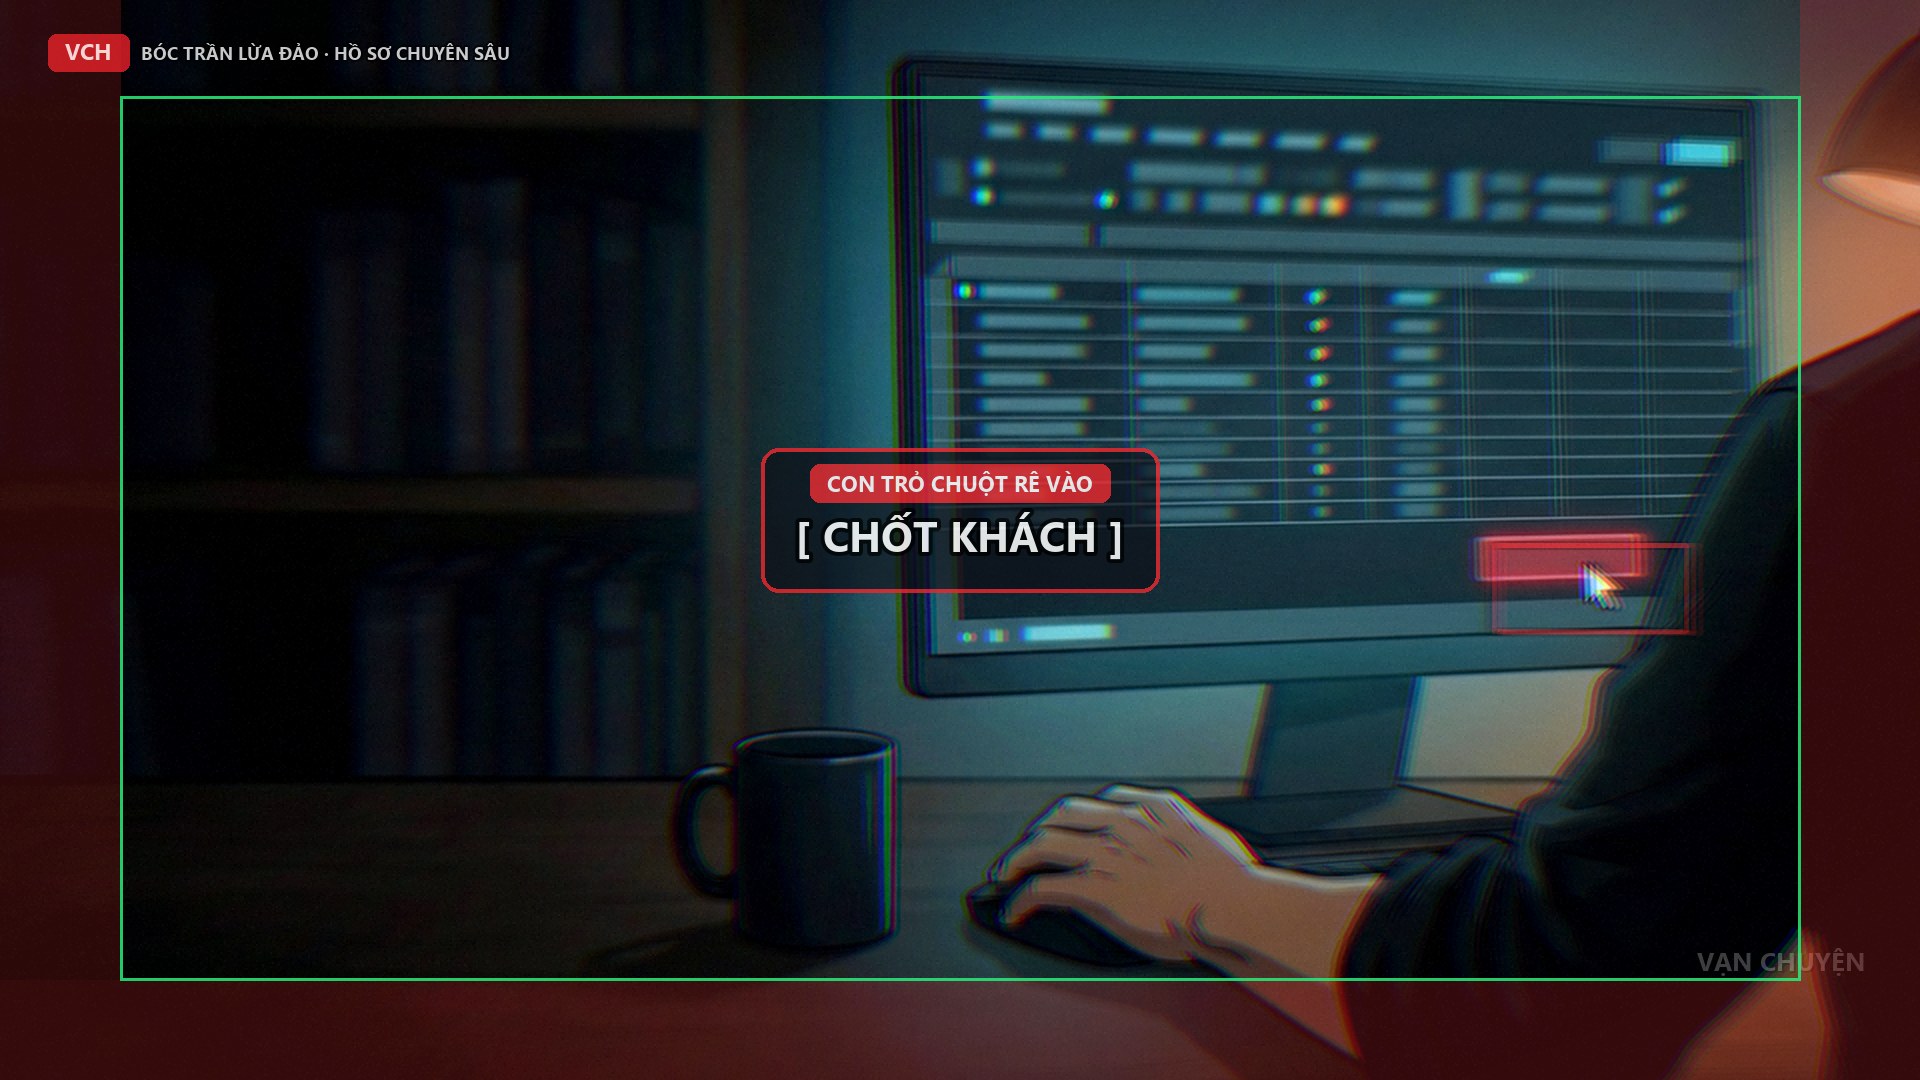 VCH BÓC TRẦN LỪA ĐẢO · HỒ SƠ CHUYÊN SÂU
CON TRỎ CHUỘT RÊ VÀO
[ CHỐT KHÁCH ]
VẠN CHUYỆN